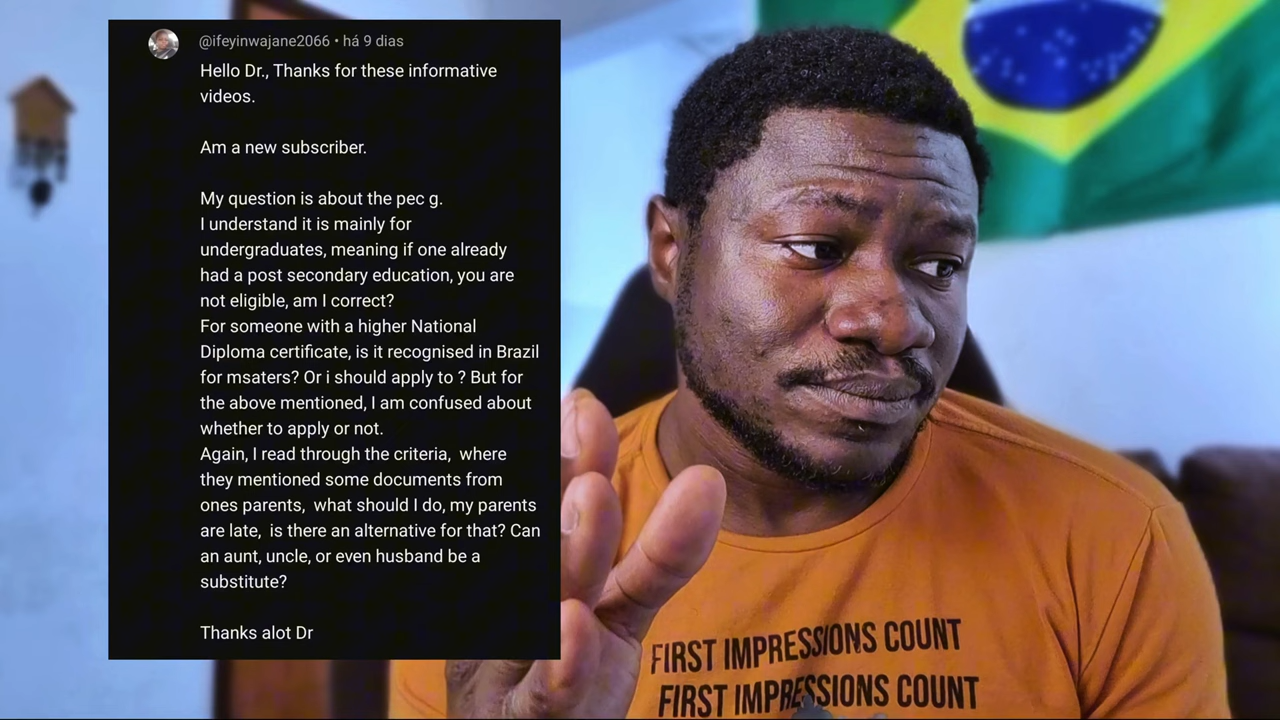 @ifeyinwajane2066 • há 9 dias
Hello Dr., Thanks for these informative
videos.
Am a new subscriber.
My question is about the pec g.
I understand it is mainly for
undergraduates, meaning if one already
had a post secondary education, you are
not eligible, am I correct?
For someone with a higher National
Diploma certificate, is it recognised in Brazil
for msaters? Or i should apply to ? But for
the above mentioned, I am confused about
whether to apply or not.
Again, I read through the criteria, where
they mentioned some documents from
ones parents, what should I do, my parents
are late, is there an alternative for that? Can
an aunt, uncle, or even husband be a
substitute?
Thanks alot Dr
FIRST IMPRESSIONS COUNT
FIRST IMPRESSIONS COUNT